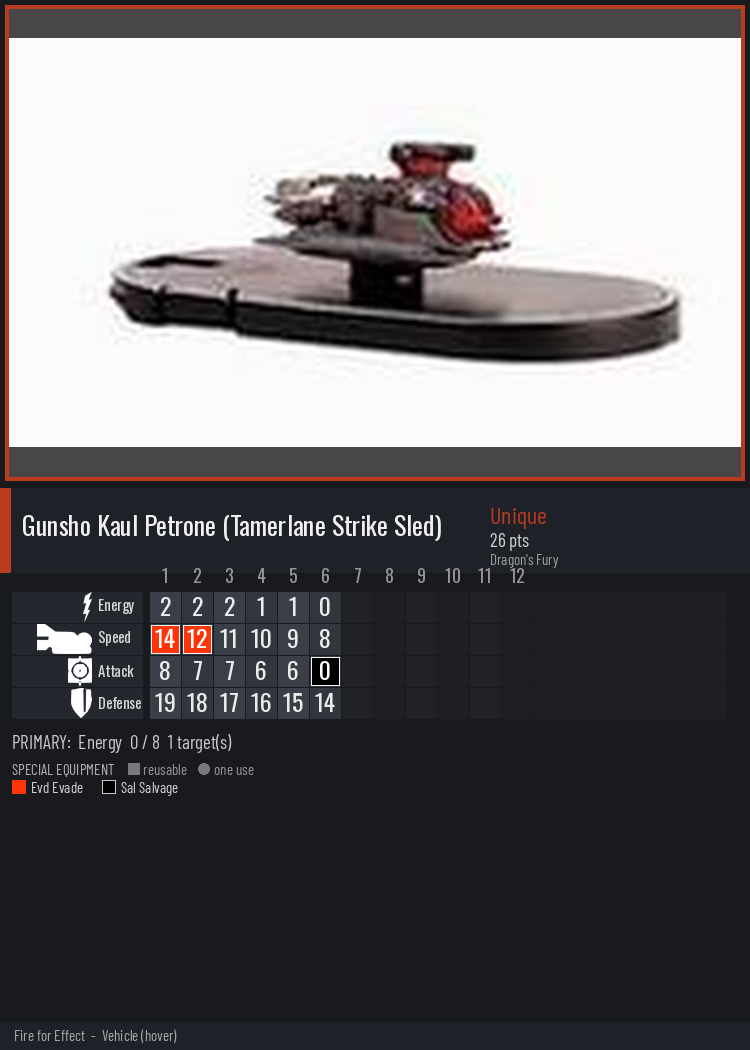 Gunsho Kaul Petrone (Tamerlane Strike Sled)
Unique
26 pts
Dragon's Fury
1 2 3 4 5 6 7 8 9 10 11 12
Energy 2 2 2 1 1 0
Speed 14 12 11 10 9 8
Attack 8 7 7 6 6 0
Defense 19 18 17 16 15 14
PRIMARY: Energy 0 / 8 1 target(s)
SPECIAL EQUIPMENT reusable one use
Evd Evade Sal Salvage
Fire for Effect - Vehicle (hover)